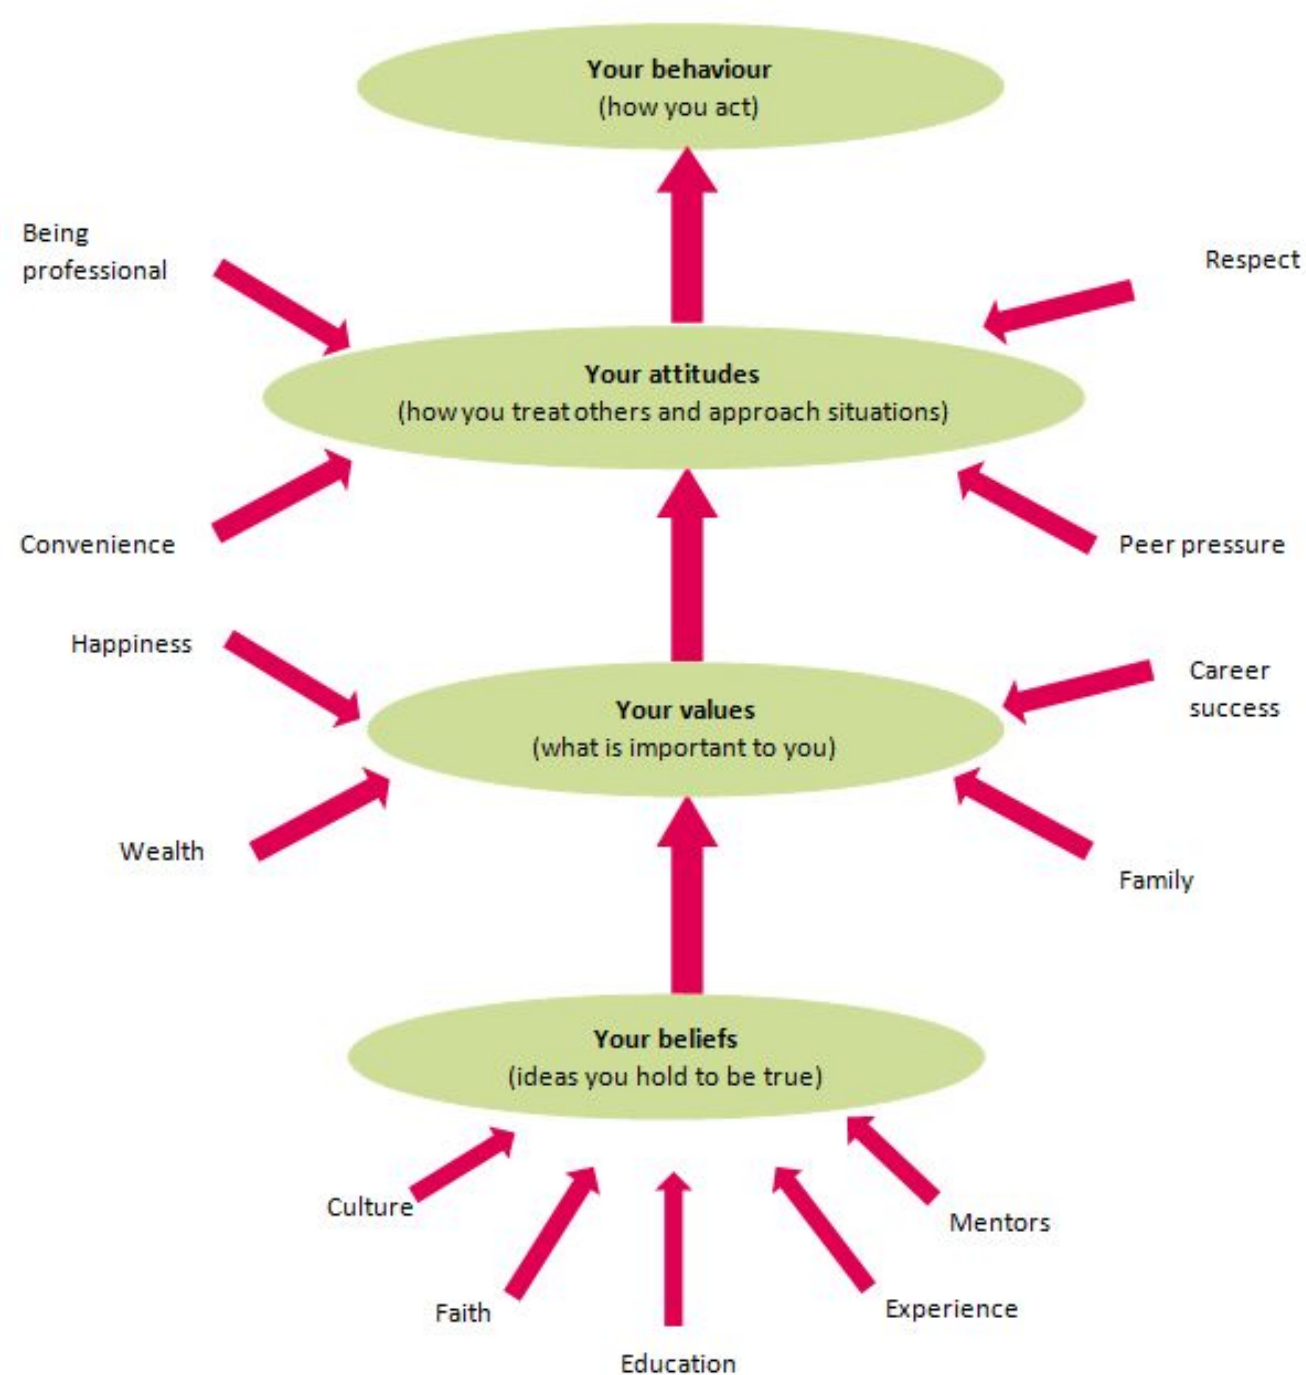 Your behaviour
(how you act)
Being
professional
Respect
Your attitudes
(how you treat others and approach situations)
Convenience
Peer pressure
Happiness
Career
success
Your values
(what is important to you)
Wealth
Family
Your beliefs
(ideas you hold to be true)
Culture
Mentors
Faith
Experience
Education